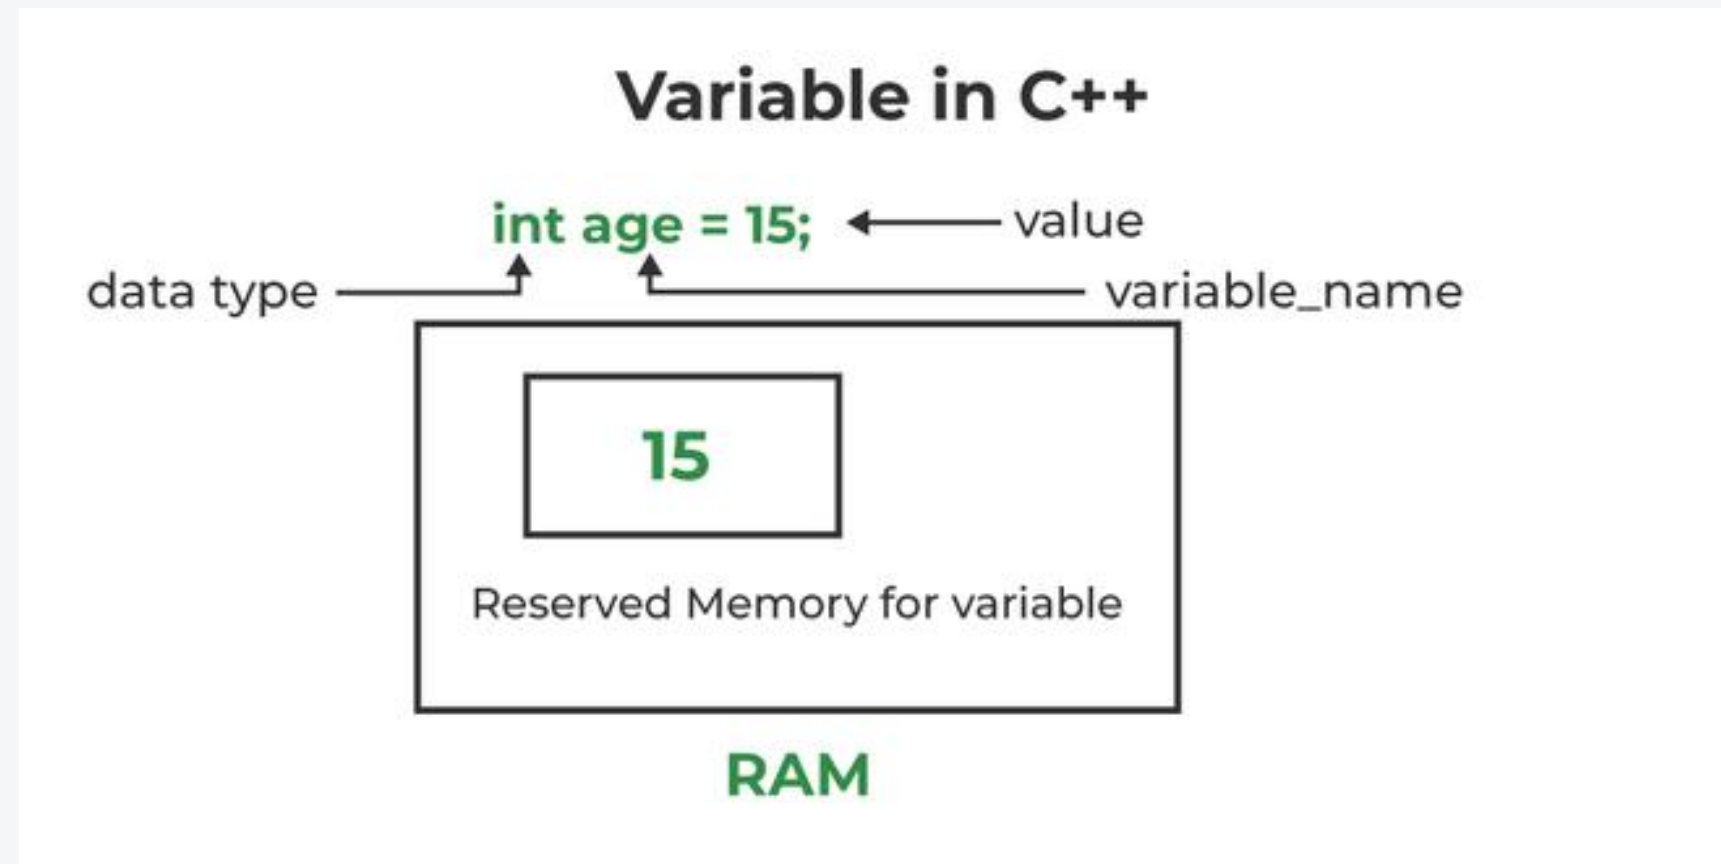 Variable in C++
int age = 15; value
data type variable_name
15
Reserved Memory for variable
RAM